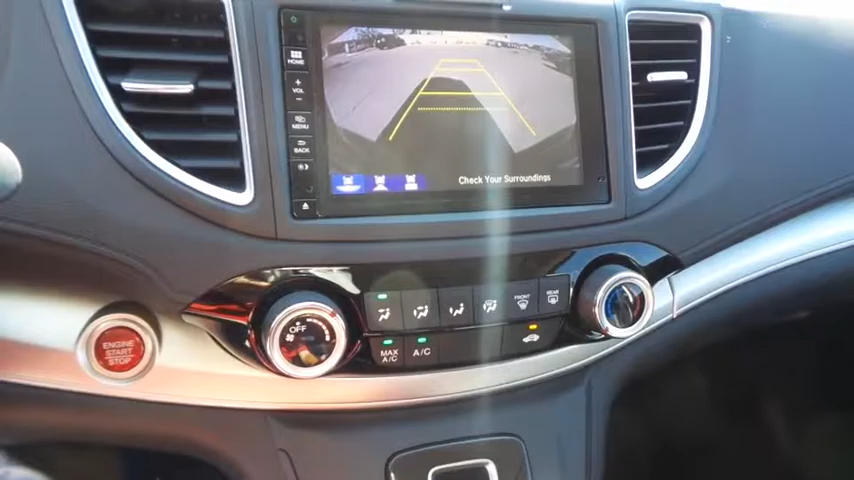 HOME
+
VOL
-
MENU
BACK
Check Your Surroundings
FRONT
REAR
OFF
ENGINE
START
STOP
MAX
A/C
A/C